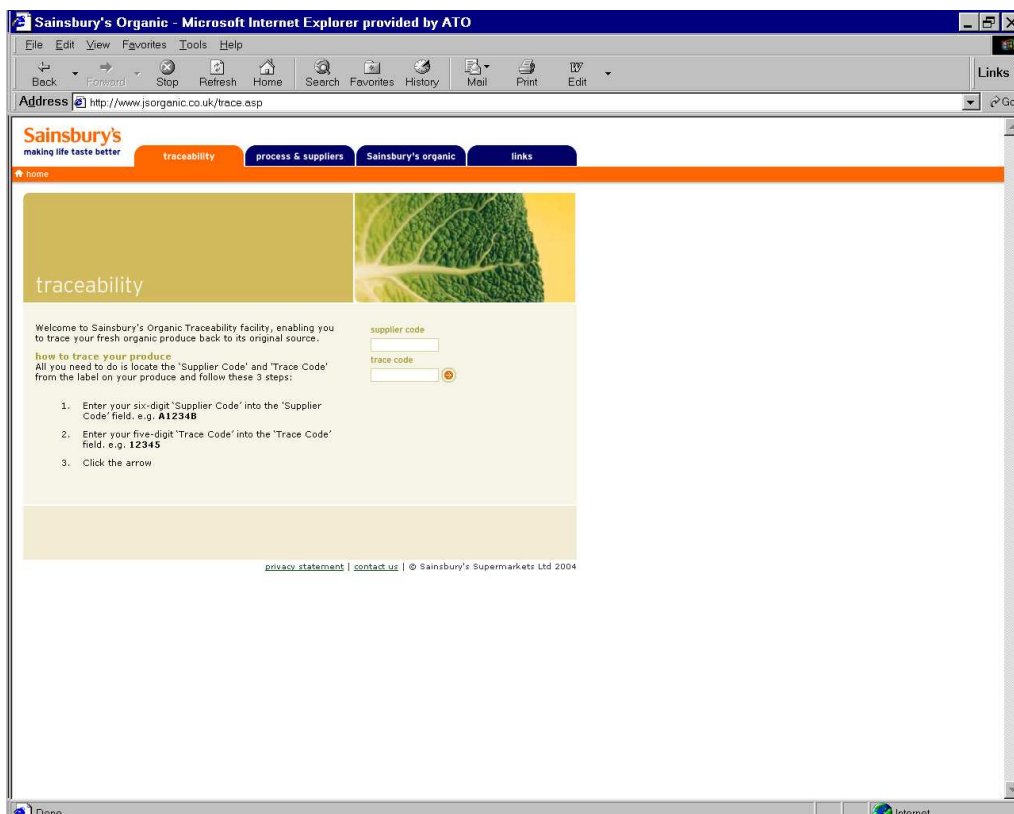 Sainsbury's Organic - Microsoft Internet Explorer provided by ATO
File Edit View Favorites Tools Help
Back Forward Stop Refresh Home Search Favorites History Mail Print Edit
Links
Address http://www.jsorganic.co.uk/trace.asp Go
Sainsbury's
making life taste better
traceability process & suppliers Sainsbury's organic links
home
traceability
Welcome to Sainsbury's Organic Traceability facility, enabling you
to trace your fresh organic produce back to its original source.
how to trace your produce
All you need to do is locate the 'Supplier Code' and 'Trace Code'
from the label on your produce and follow these 3 steps:
1. Enter your six-digit 'Supplier Code' into the 'Supplier
Code' field. e.g. A1234B
2. Enter your five-digit 'Trace Code' into the 'Trace Code'
field. e.g. 12345
3. Click the arrow
supplier code
trace code
privacy statement | contact us | © Sainsbury's Supermarkets Ltd 2004
Done Internet